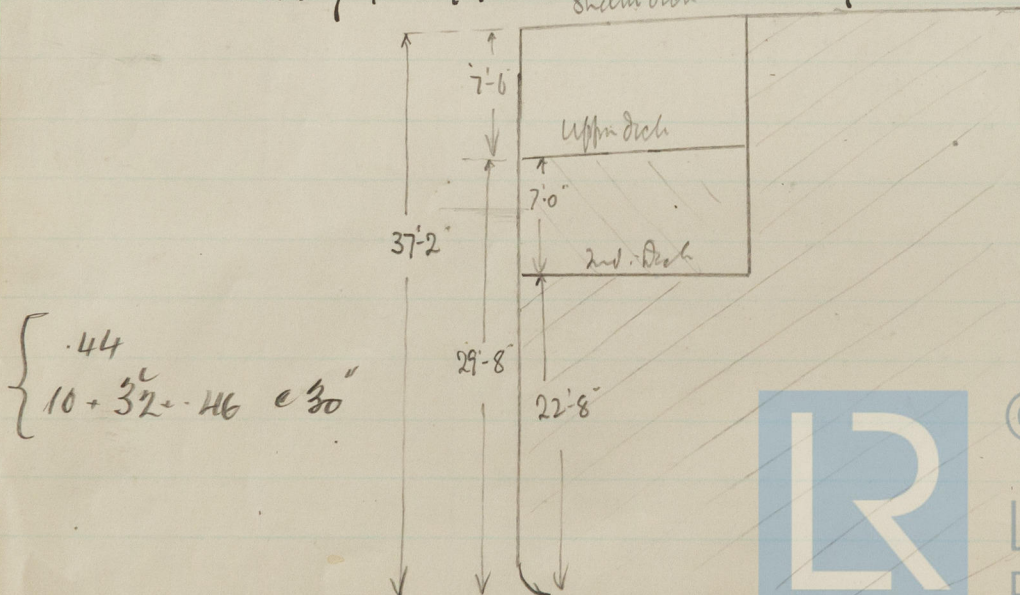 7'-6"
Upper Deck
7'-0"
2nd. Deck
37'-2"
29'-8"
22'-8"
.44
10 + 3½ + .46 @ 30"
LR